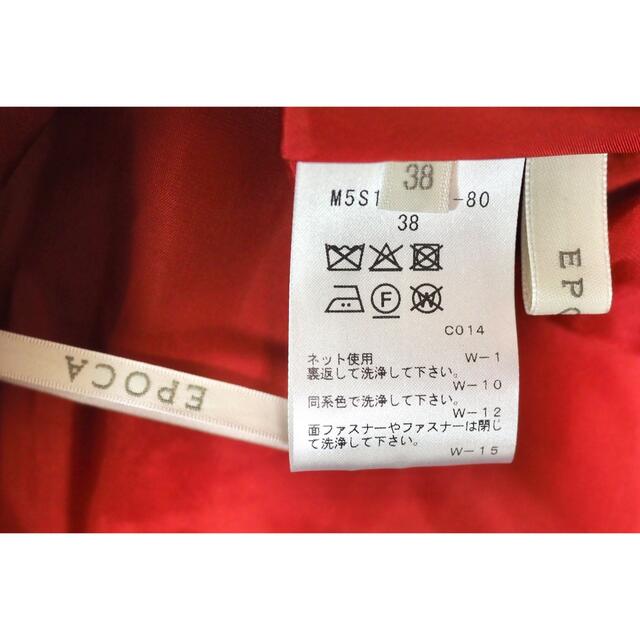 38
M5S1 -80
38
F
W
C014
ネット使用 W-1
裏返して洗浄して下さい。
W-10
同系色で洗浄して下さい。
W-12
面ファスナーやファスナーは閉じ
て洗浄して下さい。
W-15
EPO
EPOCA